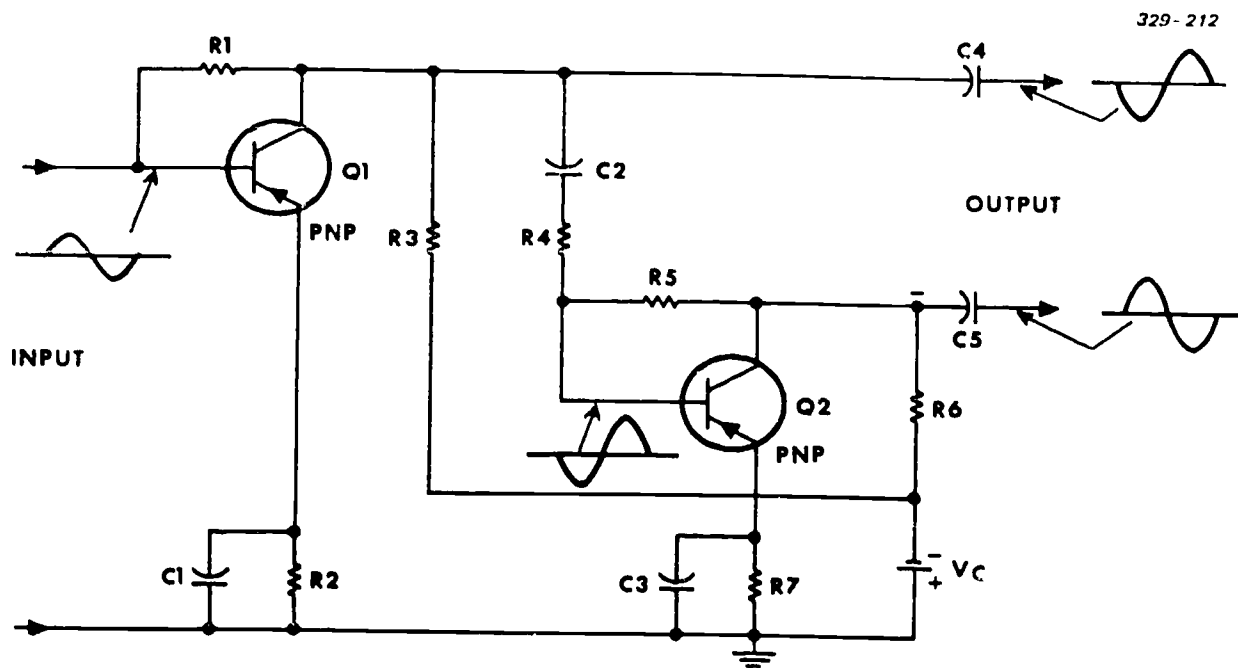 329-212
R1
C4
Q1
C2
PNP
OUTPUT
R3
R4
R5
-
C5
INPUT
Q2
R6
PNP
C1
R2
C3
R7
-
+
VC